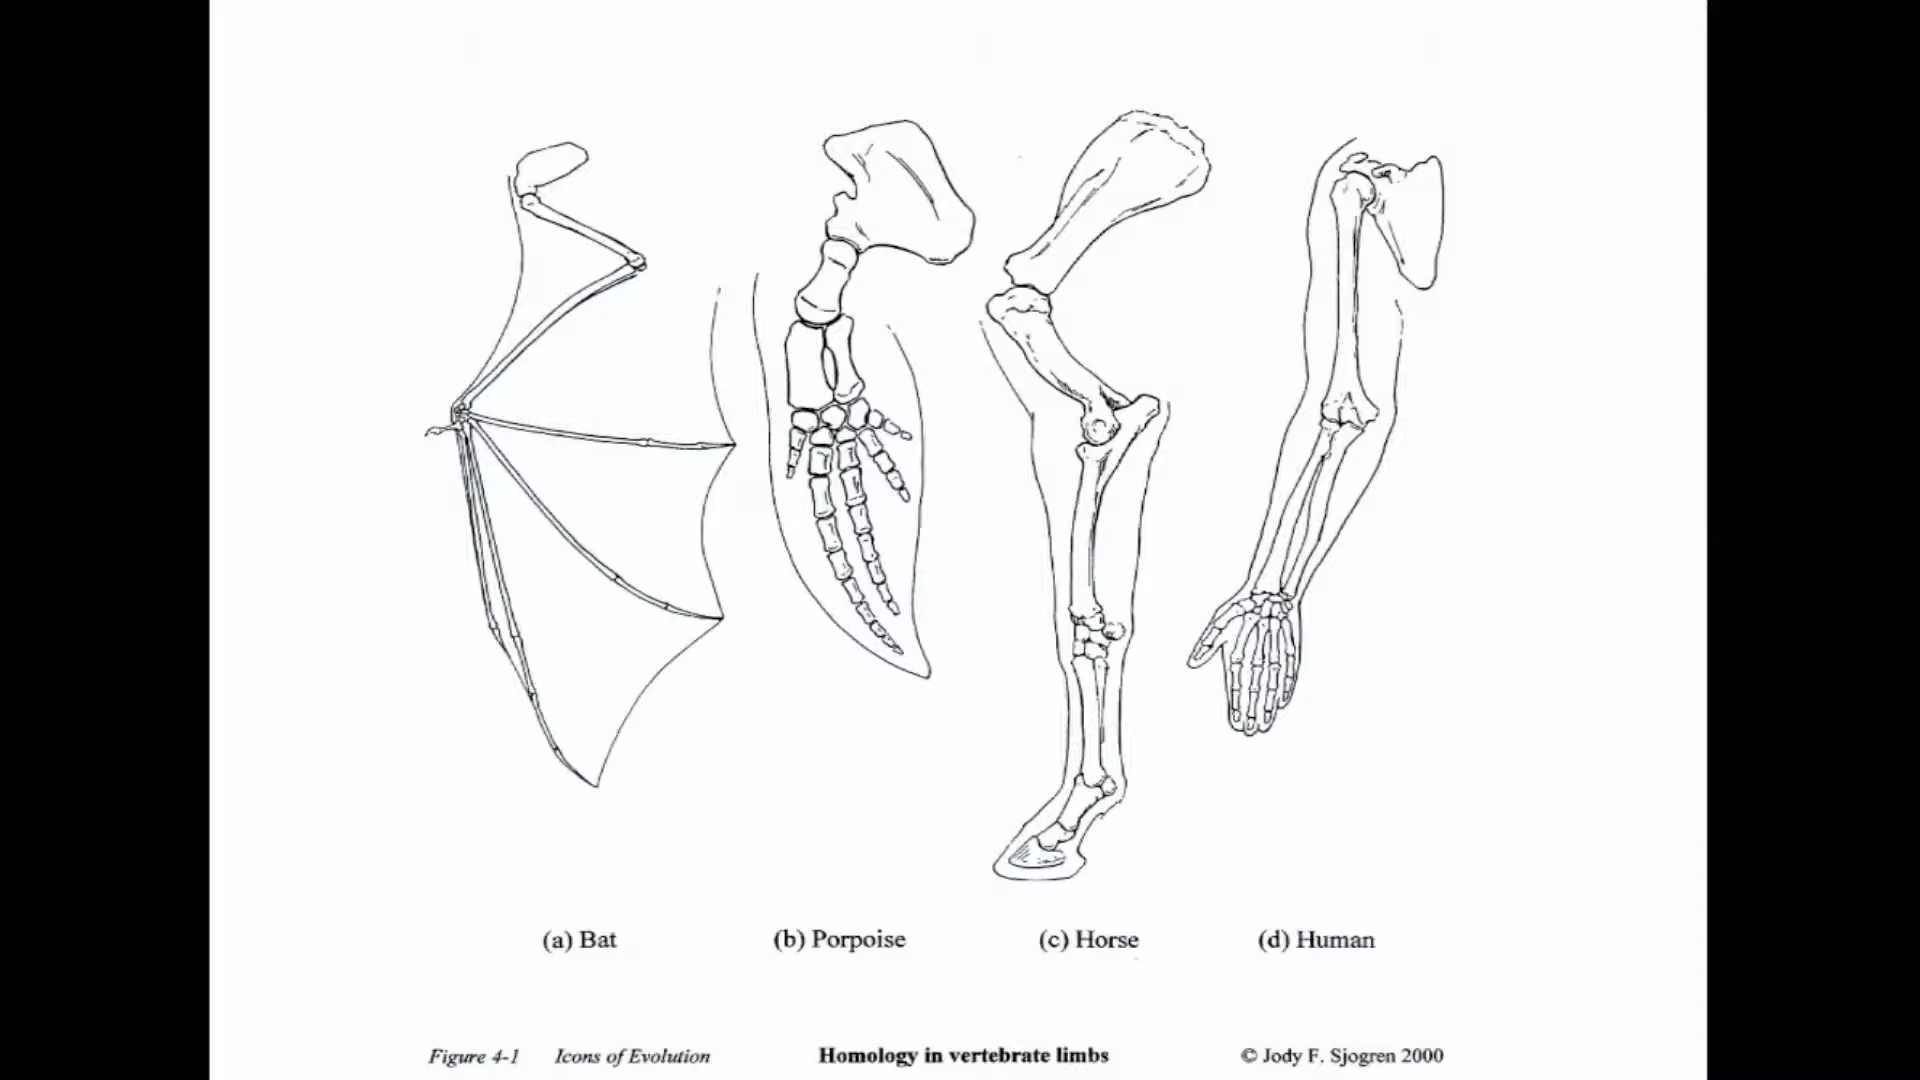 (a) Bat (b) Porpoise (c) Horse (d) Human
Figure 4-1 Icons of Evolution Homology in vertebrate limbs © Jody F. Sjogren 2000